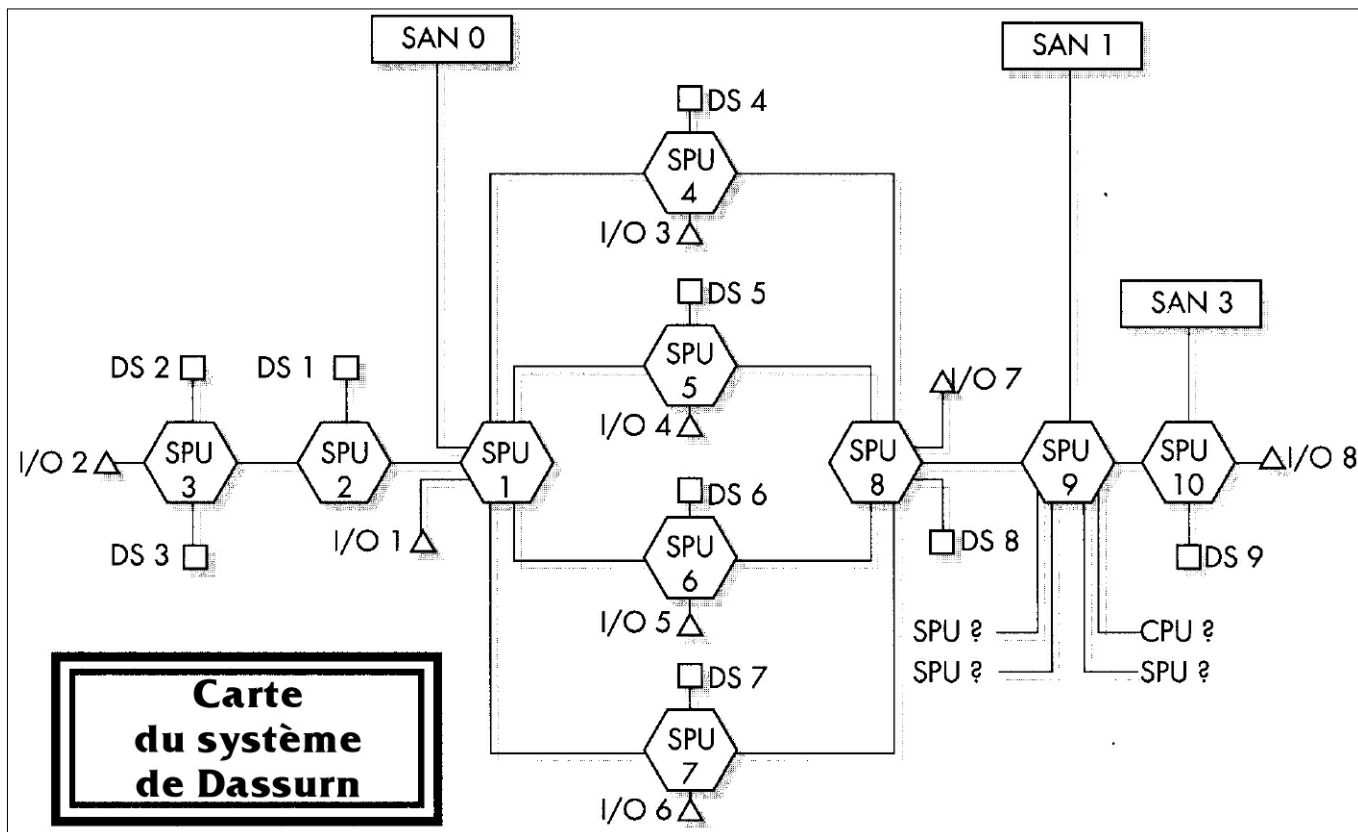 SAN 0
SAN 1
DS 4
SPU
4
I/O 3
DS 5
SPU
5
I/O 4
SAN 3
DS 2
DS 1
I/O 7
I/O 2
SPU
3
SPU
2
SPU
1
SPU
8
SPU
9
SPU
10
I/O 8
DS 3
I/O 1
DS 6
SPU
6
I/O 5
DS 8
DS 9
SPU ?
CPU ?
SPU ?
SPU ?
DS 7
SPU
7
I/O 6
Carte
du système
de Dassurn